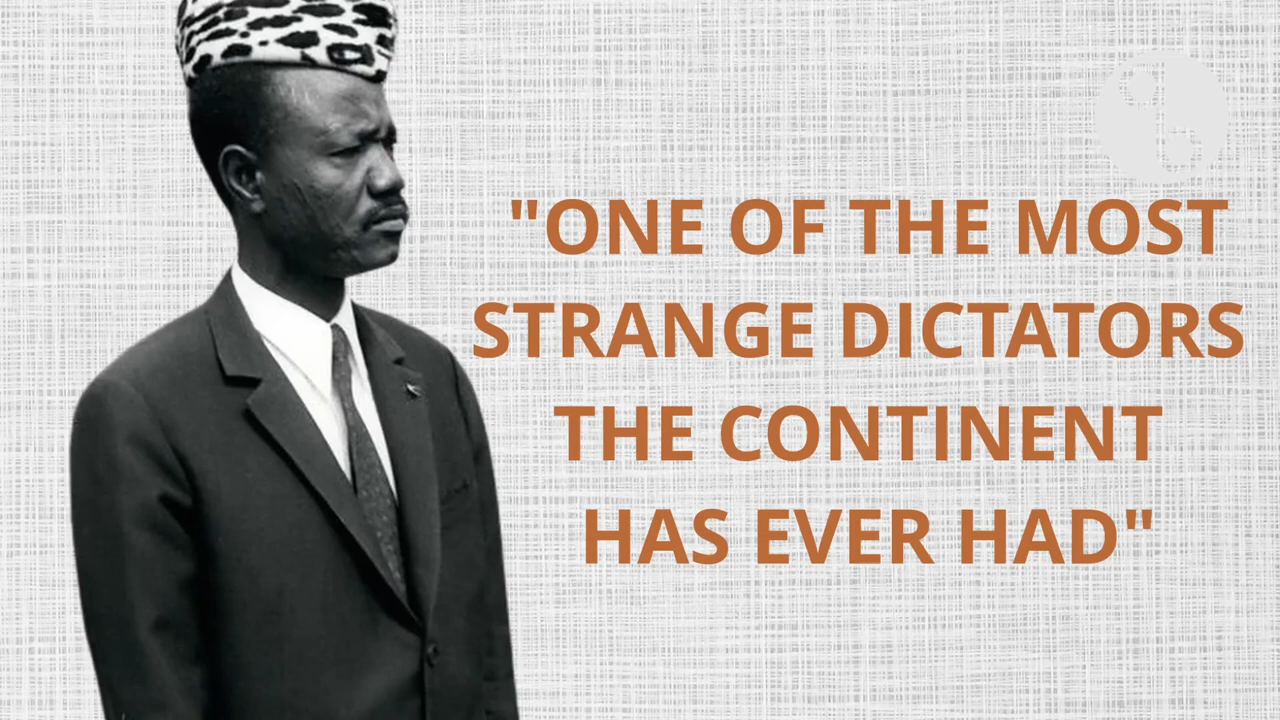 "ONE OF THE MOST
STRANGE DICTATORS
THE CONTINENT
HAS EVER HAD"